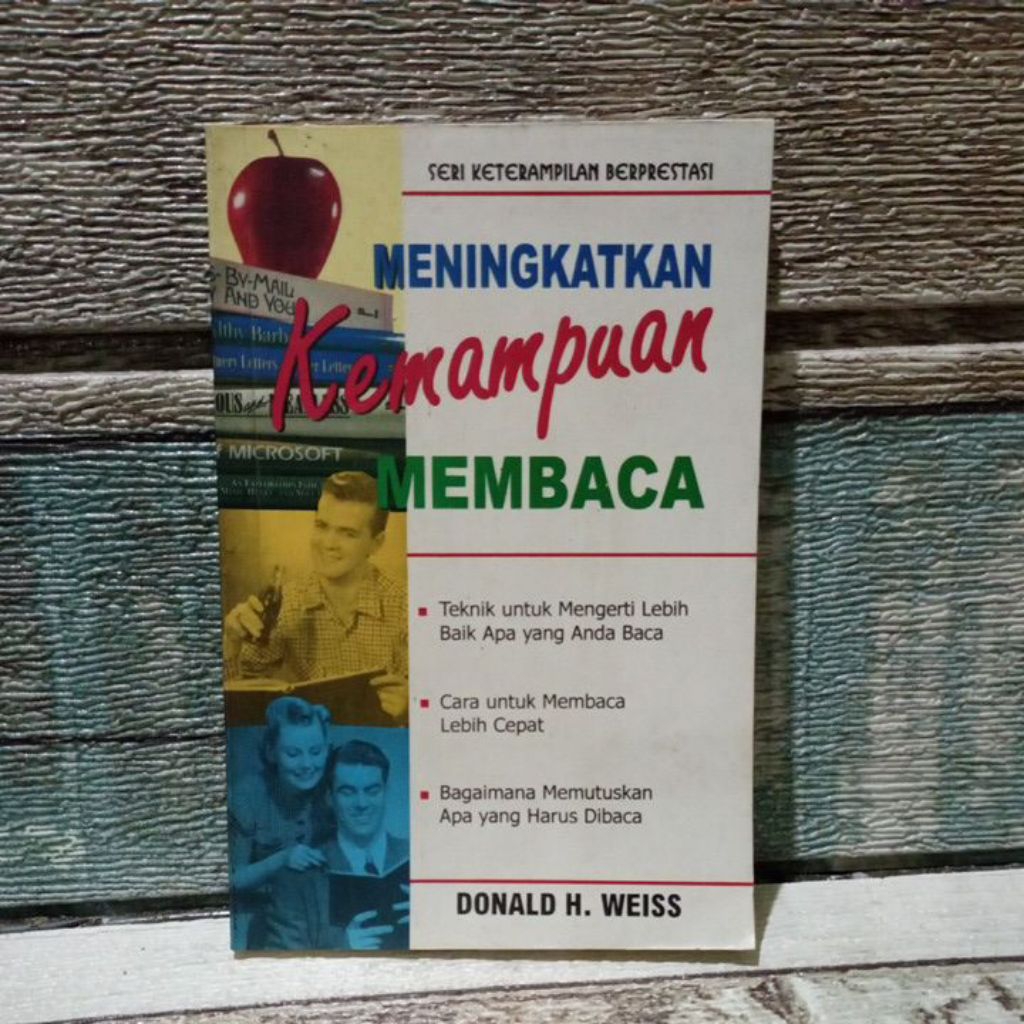 SERI KETERAMPILAN BERPRESTASI
MENINGKATKAN
Kemampuan
MEMBACA
Teknik untuk Mengerti Lebih
Baik Apa yang Anda Baca
Cara untuk Membaca
Lebih Cepat
Bagaimana Memutuskan
Apa yang Harus Dibaca
DONALD H. WEISS
BY-MAIL
AND YOU
MICROSOFT